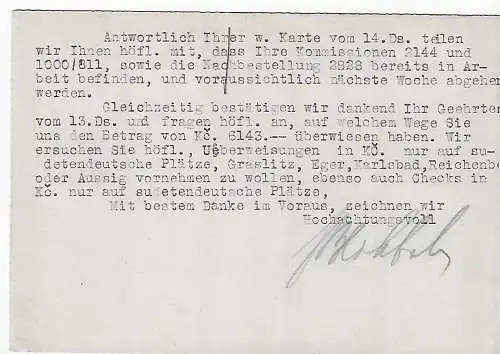 Antwortlich Ihrer w. Karte vom 14.Ds. teilen
wir Ihnen höfl. mit, dass Ihre Kommissionen 2144 und
1000/811, sowie die Nachbestellung 2828 bereits in Ar-
beit befinden, und voraussichtlich nächste Woche abgehen
werden.
Gleichzeitig bestätigen wir dankend Ihr Geehrtes
vom 13.Ds. und fragen höfl. an, auf welchem Wege Sie
uns den Betrag von Kč. 6143.-- überwiesen haben. Wir
ersuchen Sie höfl., Ueberweisungen in Kč. nur auf su-
detendeutsche Plätze, Graslitz, Eger,Karlsbad,Reichenb
oder Aussig vornehmen zu wollen, ebenso auch Checks in
Kč. nur auf sudetendeutsche Plätze,
Mit bestem Danke im Voraus, zeichnen wir
Hochachtungsvoll